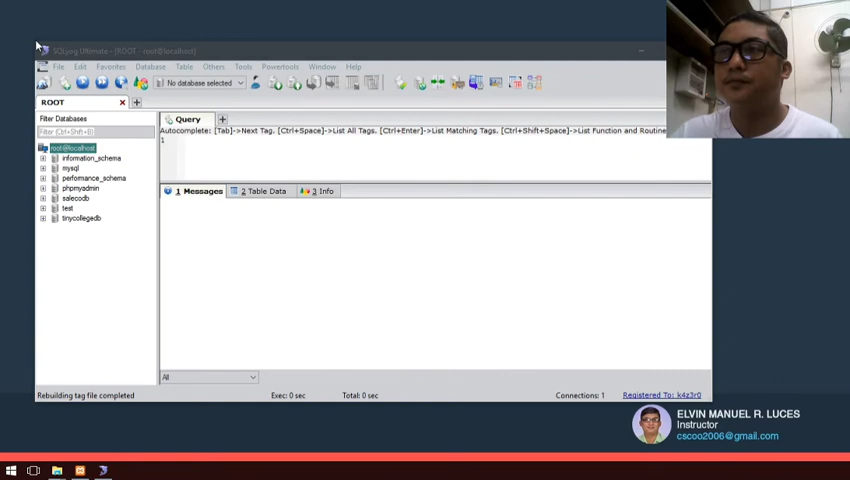 SQLyog Ultimate - [ROOT - root@localhost]
File Edit Favorites Database Table Others Tools Powertools Window Help
No database selected
ROOT
Filter Databases
Filter (Ctrl+Shift+B)
root@localhost
information_schema
mysql
performance_schema
phpmyadmin
salecodb
test
tinycollegedb
Query
Autocomplete: [Tab]->Next Tag. [Ctrl+Space]->List All Tags. [Ctrl+Enter]->List Matching Tags. [Ctrl+Shift+Space]->List Function and Routine
1
1 Messages 2 Table Data 3 Info
All
Rebuilding tag file completed Exec: 0 sec Total: 0 sec Connections: 1 Registered To: k4z3r0
ELVIN MANUEL R. LUCES
Instructor
cscoo2006@gmail.com